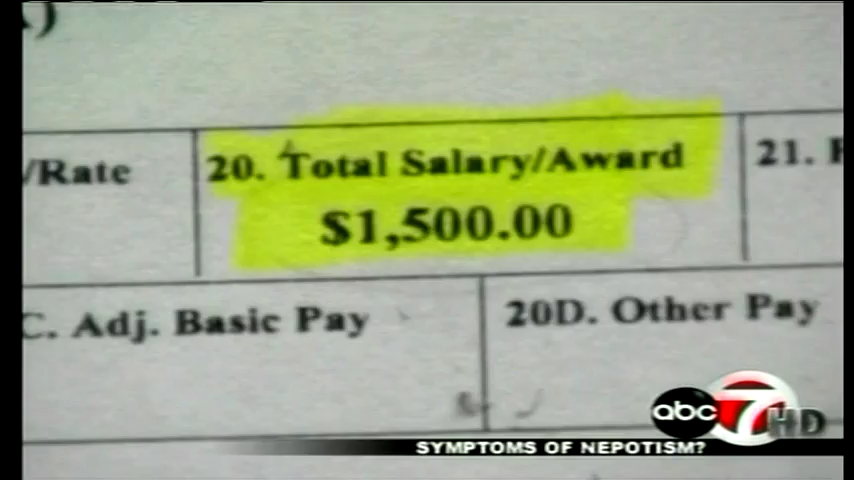 )
/Rate
20. Total Salary/Award
$1,500.00
21.
C. Adj. Basic Pay
20D. Other Pay
abc 7 HD
SYMPTOMS OF NEPOTISM?